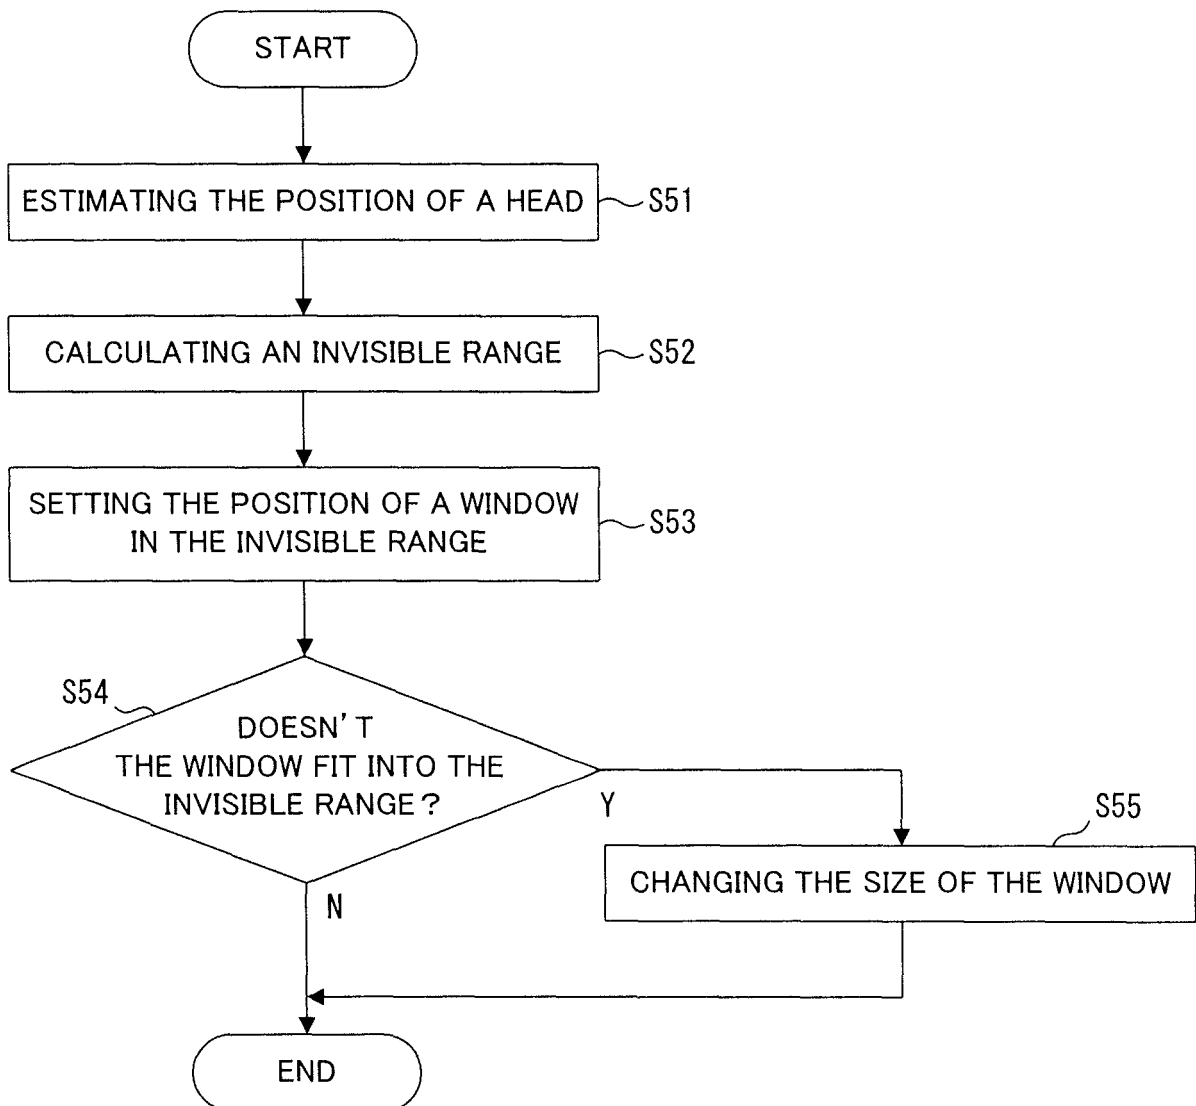 START
ESTIMATING THE POSITION OF A HEAD
S51
CALCULATING AN INVISIBLE RANGE
S52
SETTING THE POSITION OF A WINDOW
IN THE INVISIBLE RANGE
S53
S54
DOESN'T
THE WINDOW FIT INTO THE
INVISIBLE RANGE?
Y
S55
CHANGING THE SIZE OF THE WINDOW
N
END